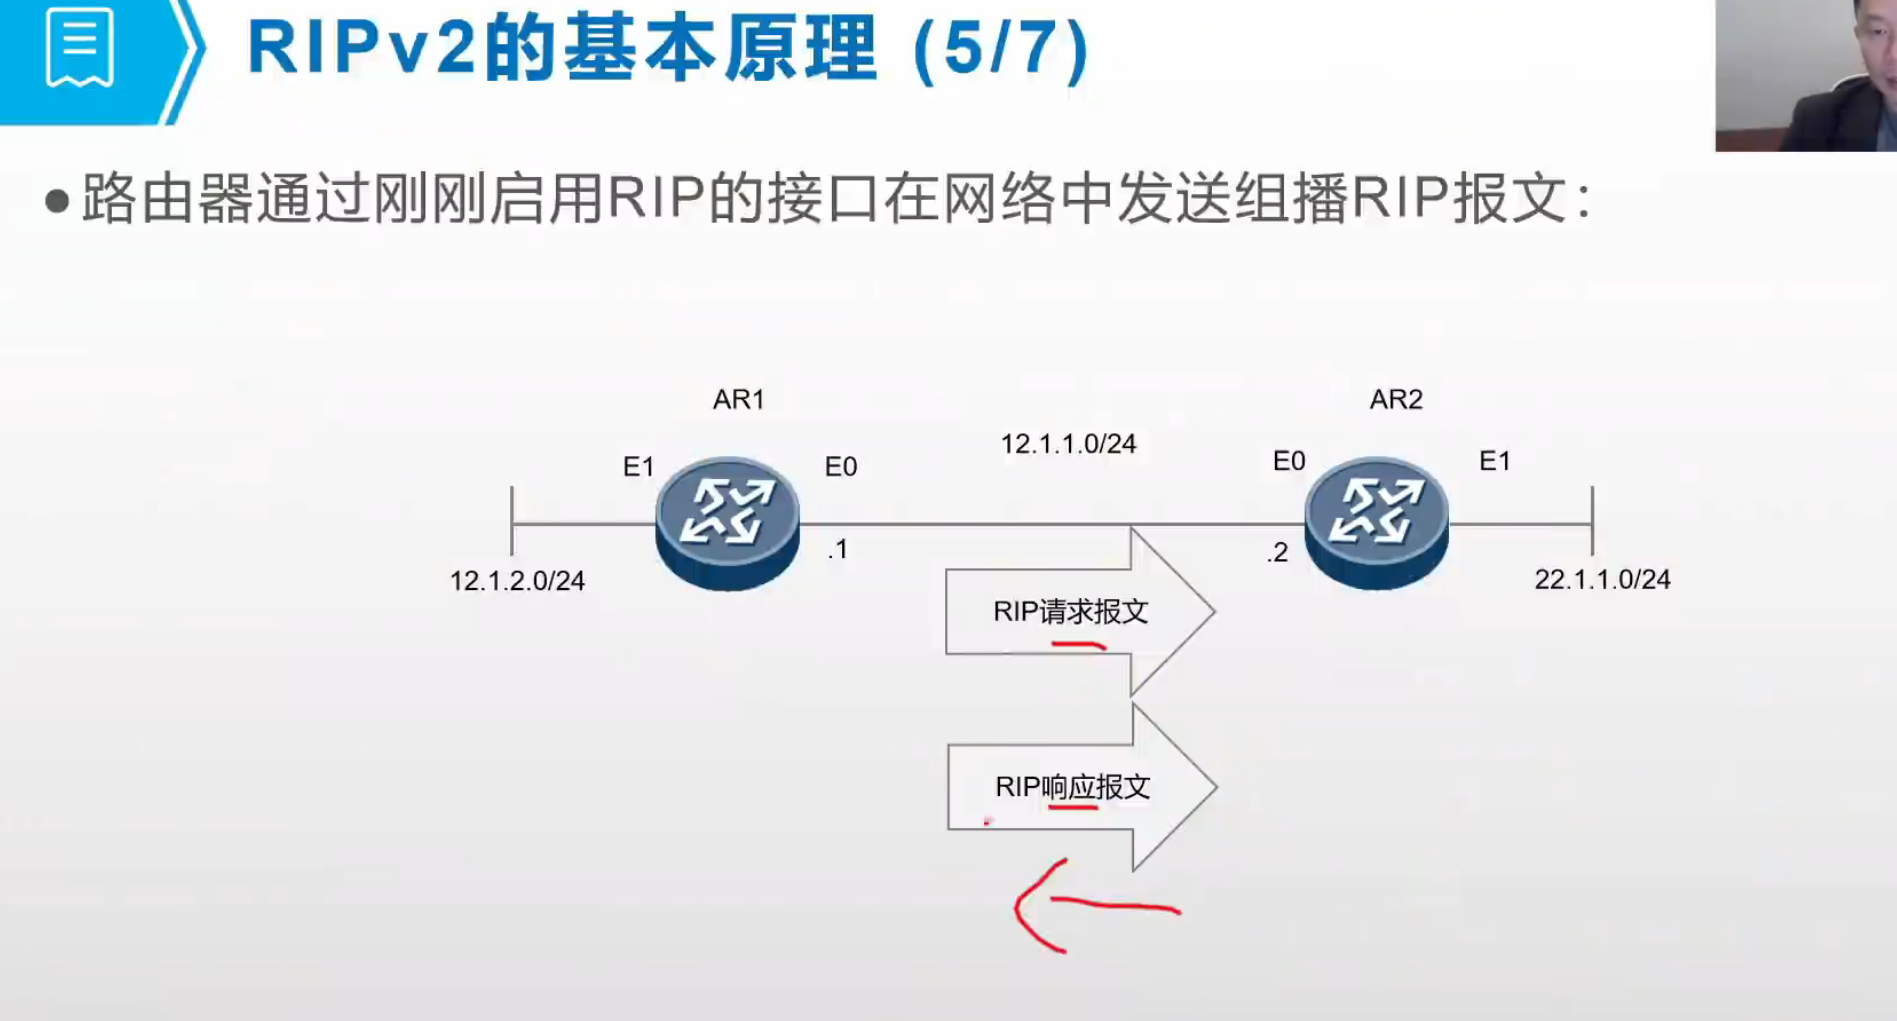 RIPv2的基本原理 (5/7)
●路由器通过刚刚启用RIP的接口在网络中发送组播RIP报文：
AR1
AR2
12.1.1.0/24
E1
E0
E0
E1
.1
.2
12.1.2.0/24
22.1.1.0/24
RIP请求报文
RIP响应报文